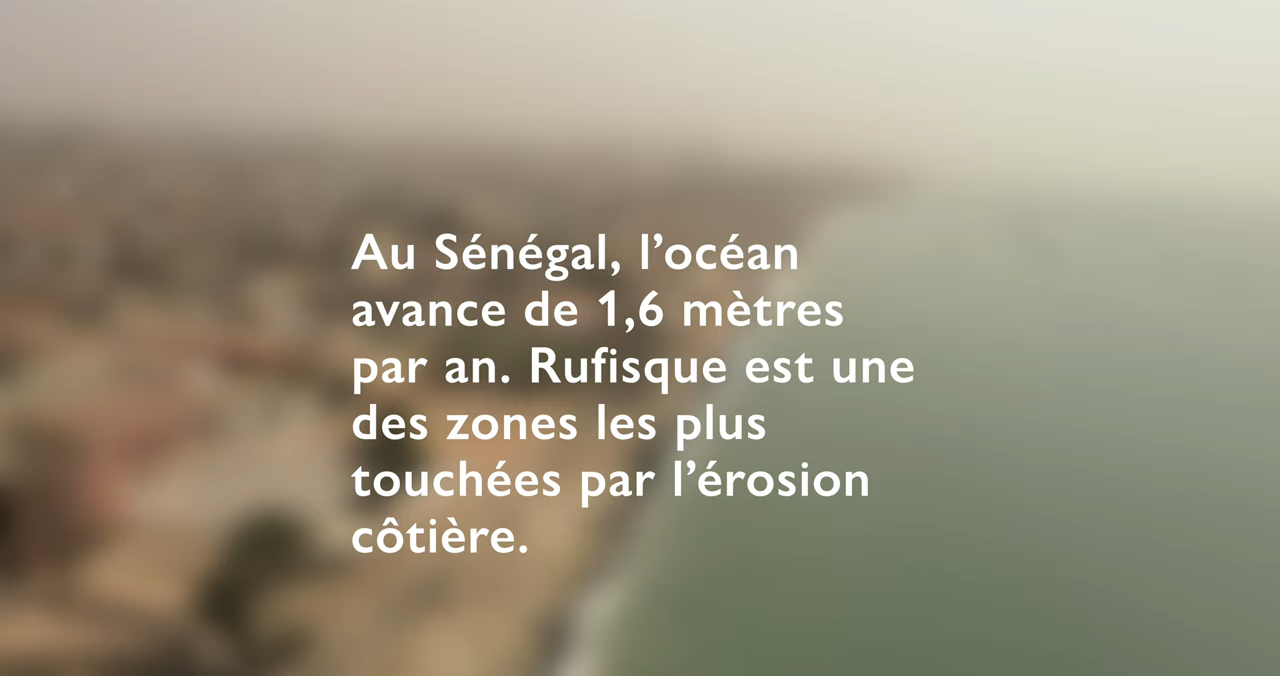 Au Sénégal, l’océan
avance de 1,6 mètres
par an. Rufisque est une
des zones les plus
touchées par l’érosion
côtière.